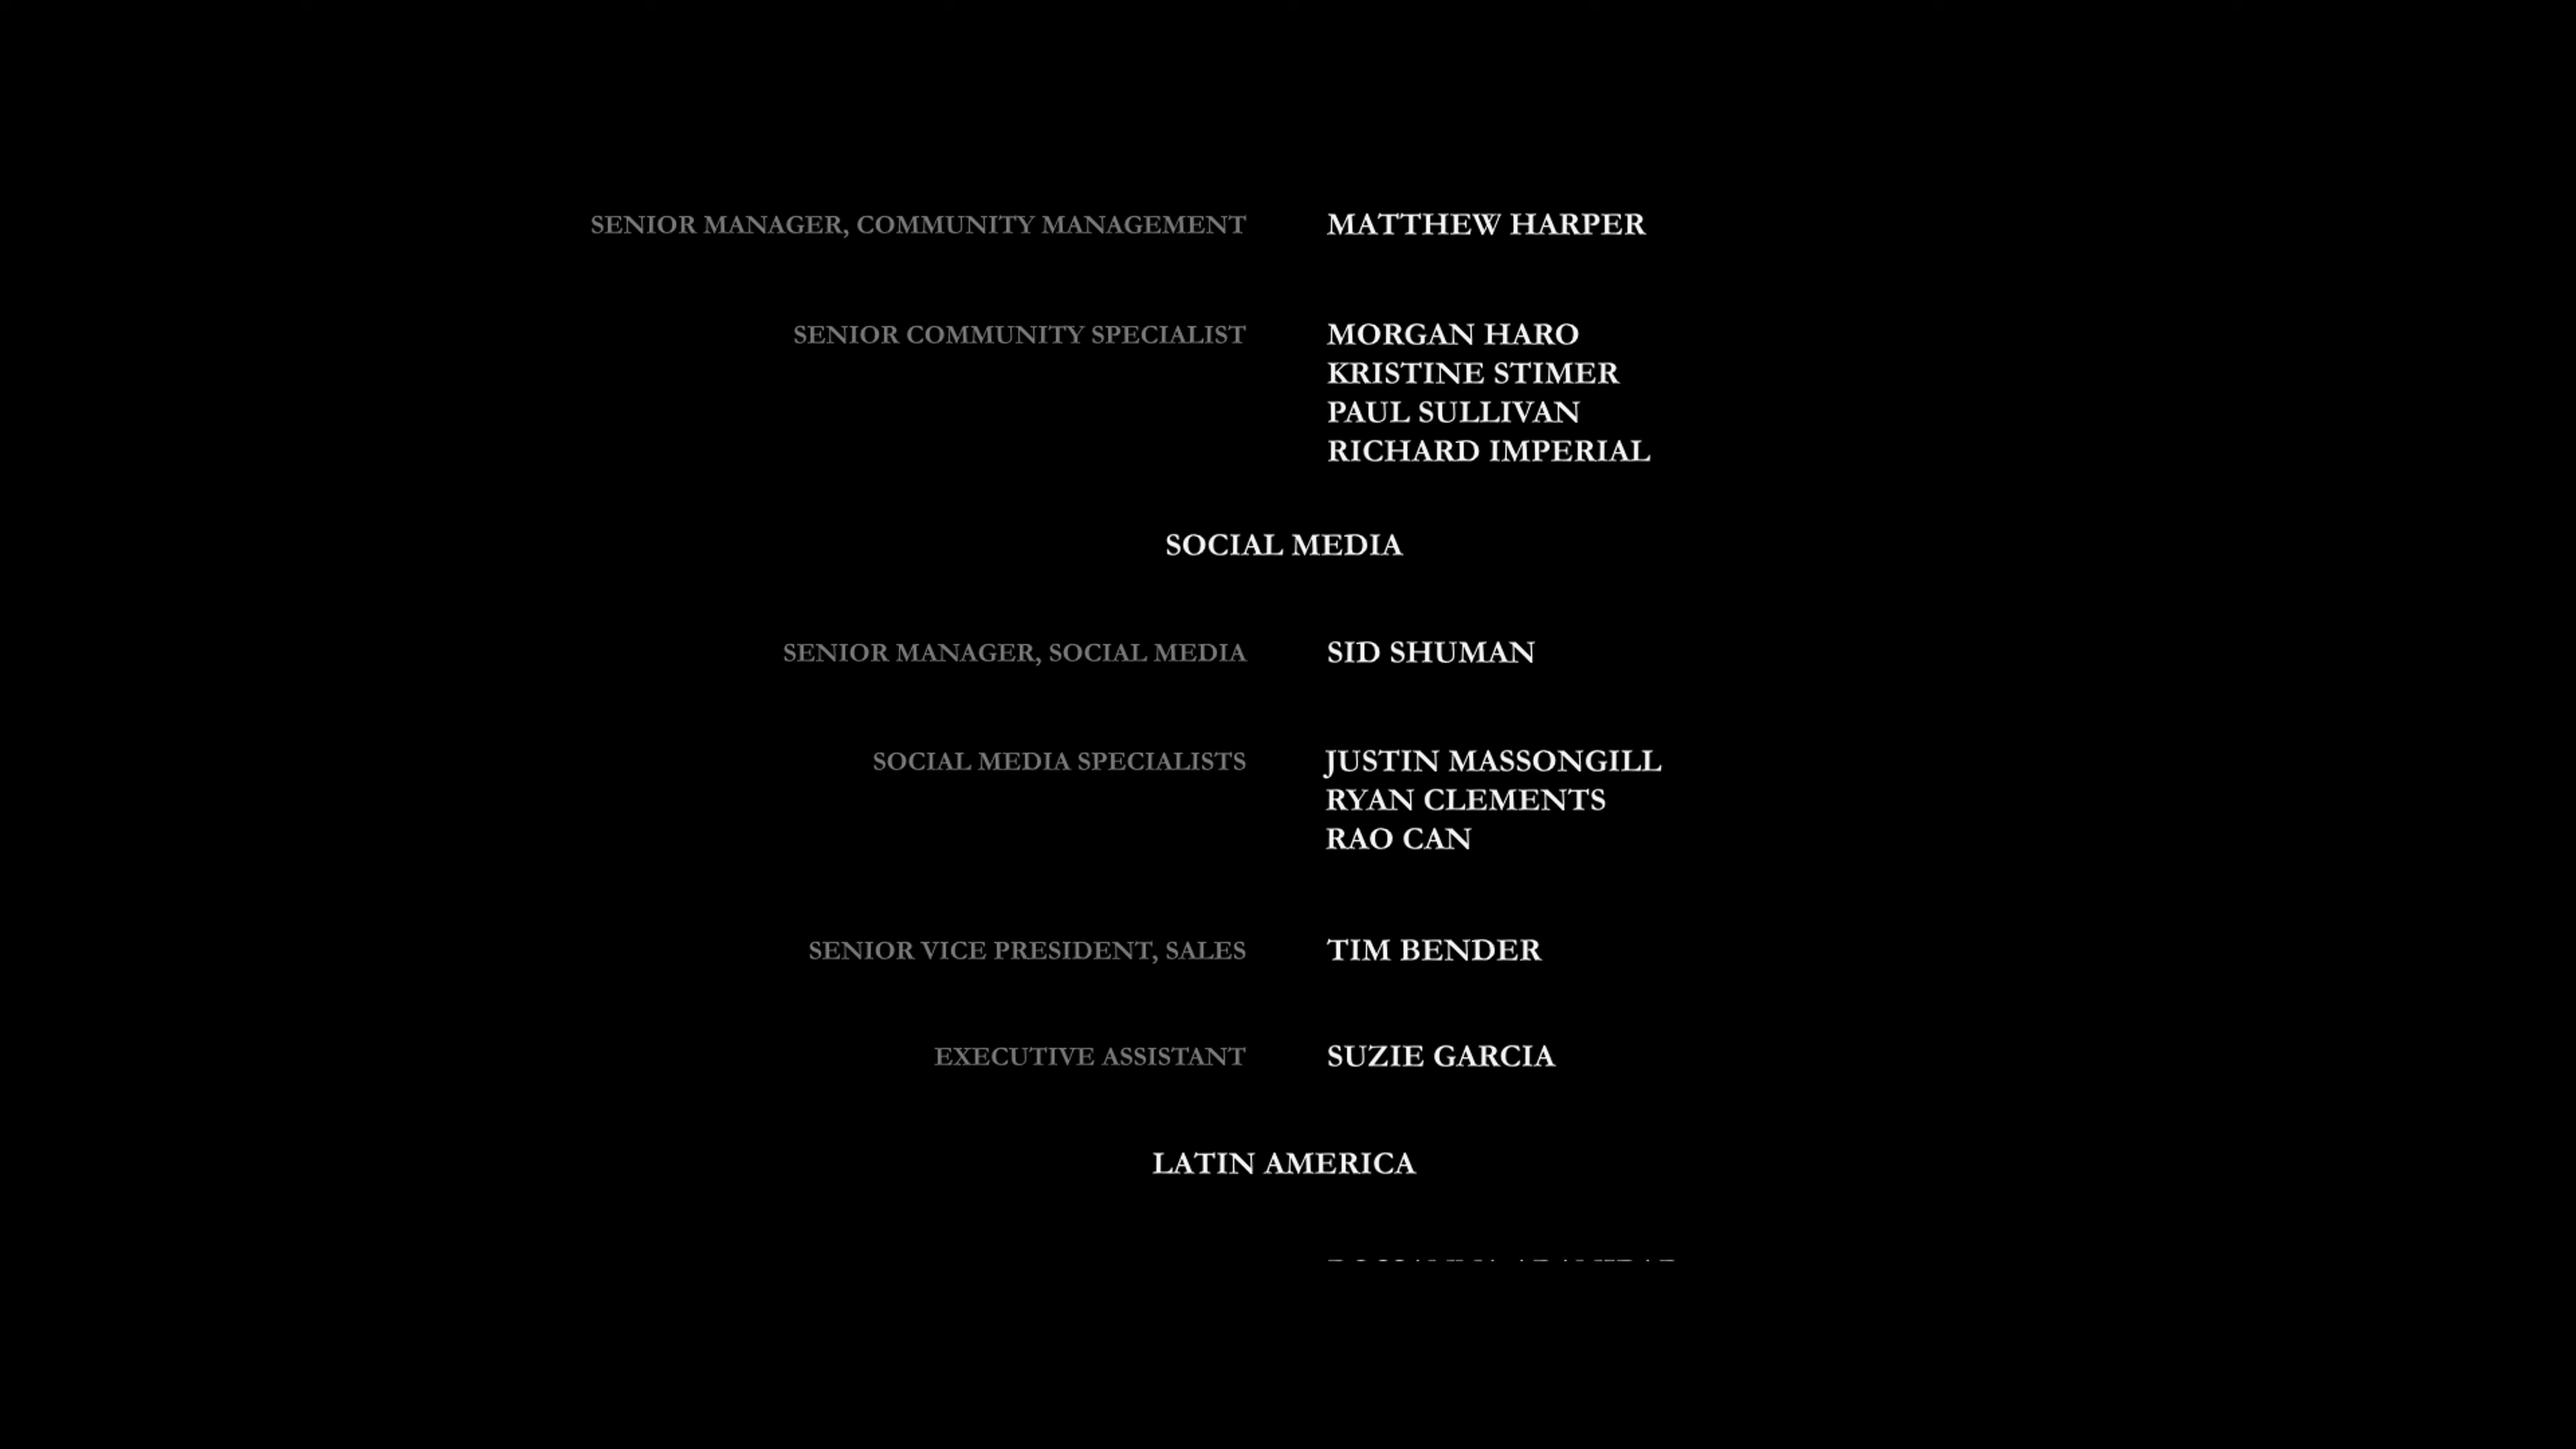 SENIOR MANAGER, COMMUNITY MANAGEMENT MATTHEW HARPER
SENIOR COMMUNITY SPECIALIST MORGAN HARO
KRISTINE STIMER
PAUL SULLIVAN
RICHARD IMPERIAL
SOCIAL MEDIA
SENIOR MANAGER, SOCIAL MEDIA SID SHUMAN
SOCIAL MEDIA SPECIALISTS JUSTIN MASSONGILL
RYAN CLEMENTS
RAO CAN
SENIOR VICE PRESIDENT, SALES TIM BENDER
EXECUTIVE ASSISTANT SUZIE GARCIA
LATIN AMERICA